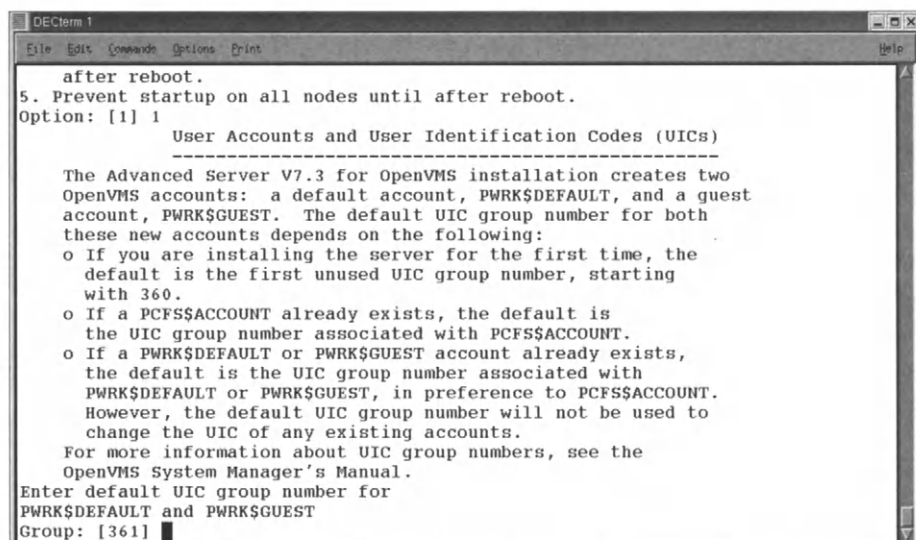 DECterm 1
File Edit Commands Options Print Help
after reboot.
5. Prevent startup on all nodes until after reboot.
Option: [1] 1
User Accounts and User Identification Codes (UICs)
--------------------------------------------------
The Advanced Server V7.3 for OpenVMS installation creates two
OpenVMS accounts: a default account, PWRK$DEFAULT, and a guest
account, PWRK$GUEST. The default UIC group number for both
these new accounts depends on the following:
o If you are installing the server for the first time, the
default is the first unused UIC group number, starting
with 360.
o If a PCFS$ACCOUNT already exists, the default is
the UIC group number associated with PCFS$ACCOUNT.
o If a PWRK$DEFAULT or PWRK$GUEST account already exists,
the default is the UIC group number associated with
PWRK$DEFAULT or PWRK$GUEST, in preference to PCFS$ACCOUNT.
However, the default UIC group number will not be used to
change the UIC of any existing accounts.
For more information about UIC group numbers, see the
OpenVMS System Manager's Manual.
Enter default UIC group number for
PWRK$DEFAULT and PWRK$GUEST
Group: [361]